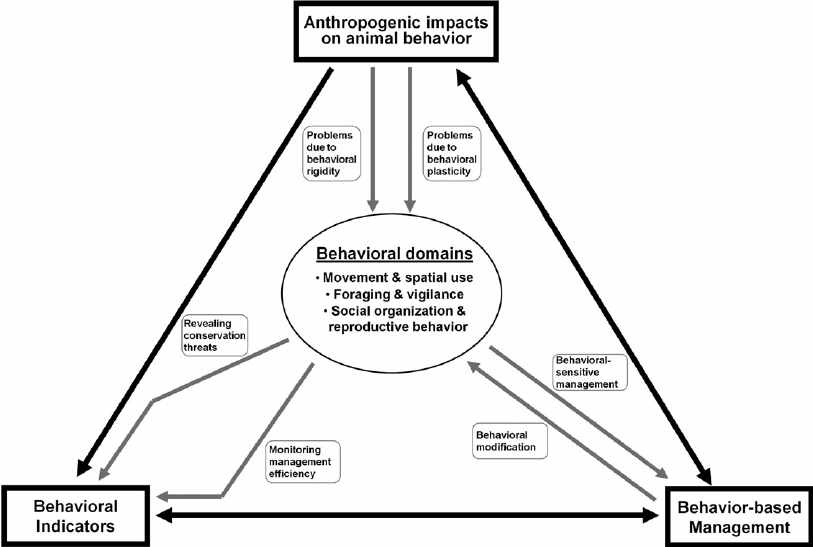 Anthropogenic impacts
on animal behavior
Problems
due to
behavioral
rigidity
Problems
due to
behavioral
plasticity
Behavioral domains
• Movement & spatial use
• Foraging & vigilance
• Social organization &
reproductive behavior
Revealing
conservation
threats
Behavioral-
sensitive
management
Monitoring
management
efficiency
Behavioral
modification
Behavioral
Indicators
Behavior-based
Management